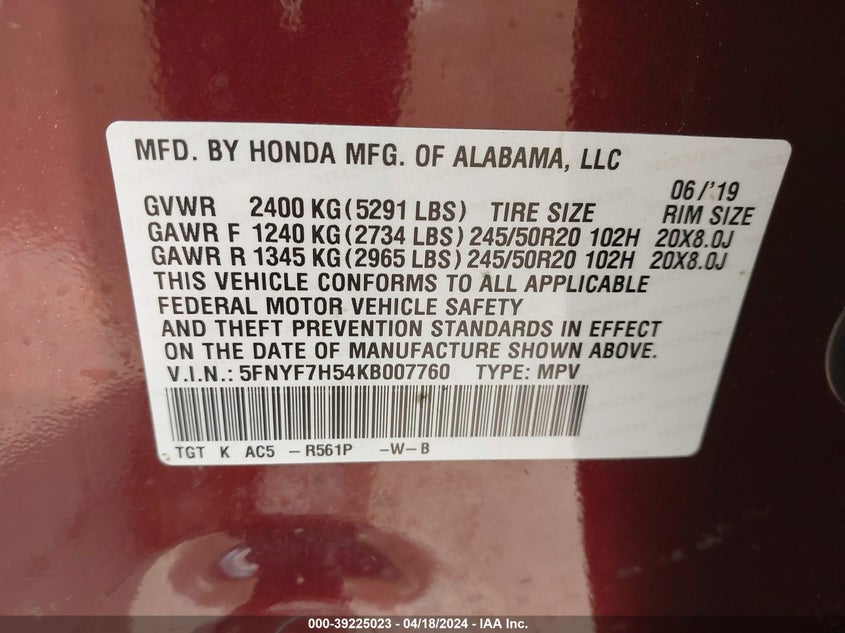 MFD. BY HONDA MFG. OF ALABAMA, LLC
06/'19
GVWR 2400 KG (5291 LBS) TIRE SIZE RIM SIZE
GAWR F 1240 KG (2734 LBS) 245/50R20 102H 20X8.0J
GAWR R 1345 KG (2965 LBS) 245/50R20 102H 20X8.0J
THIS VEHICLE CONFORMS TO ALL APPLICABLE
FEDERAL MOTOR VEHICLE SAFETY
AND THEFT PREVENTION STANDARDS IN EFFECT
ON THE DATE OF MANUFACTURE SHOWN ABOVE.
V.I.N.: 5FNYF7H54KB007760 TYPE: MPV
TGT K AC5 -R561P -W-B
000-39225023 - 04/18/2024 - IAA Inc.